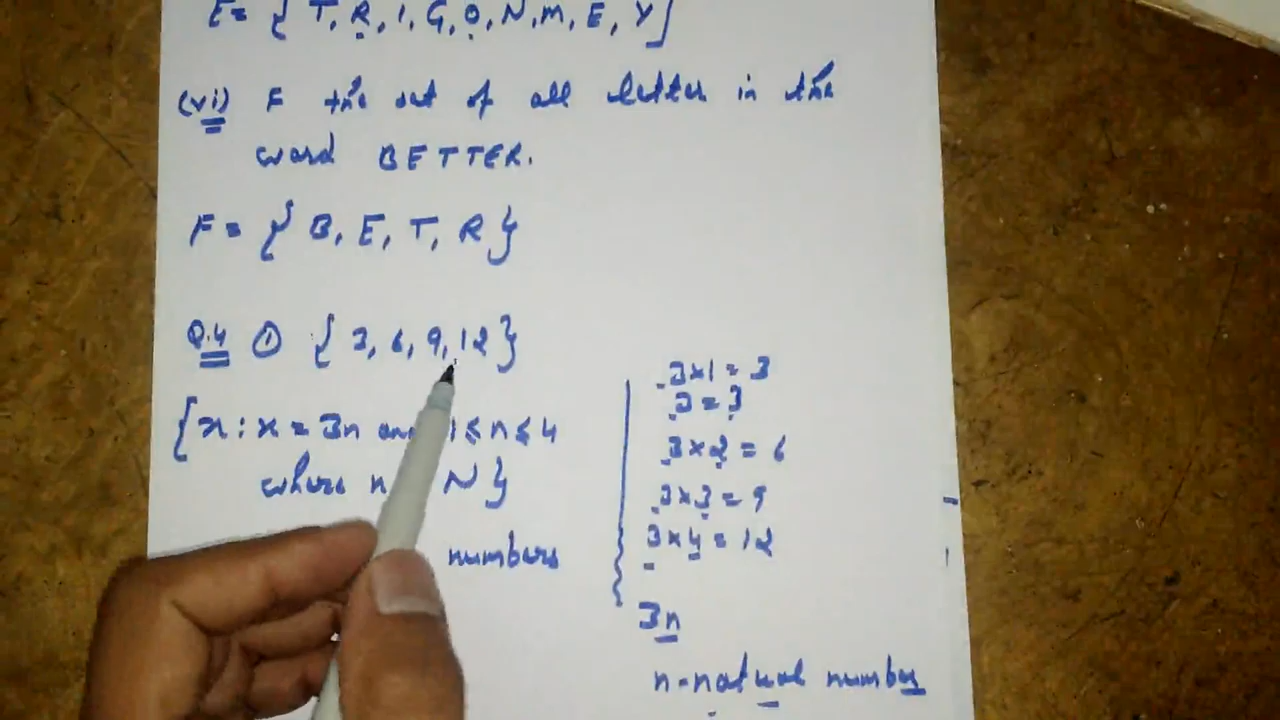 E = { T, R, I, G, O, N, M, E, Y }
(vi) F the set of all letter in the
word BETTER.
F = { B, E, T, R }
Q.4 ① { 3, 6, 9, 12 }
{ x : x = 3n and 1 ≤ n ≤ 4
where n N }
numbers
3×1 = 3
3 = 3
3×2 = 6
3×3 = 9
3×4 = 12
3n
n - natural number